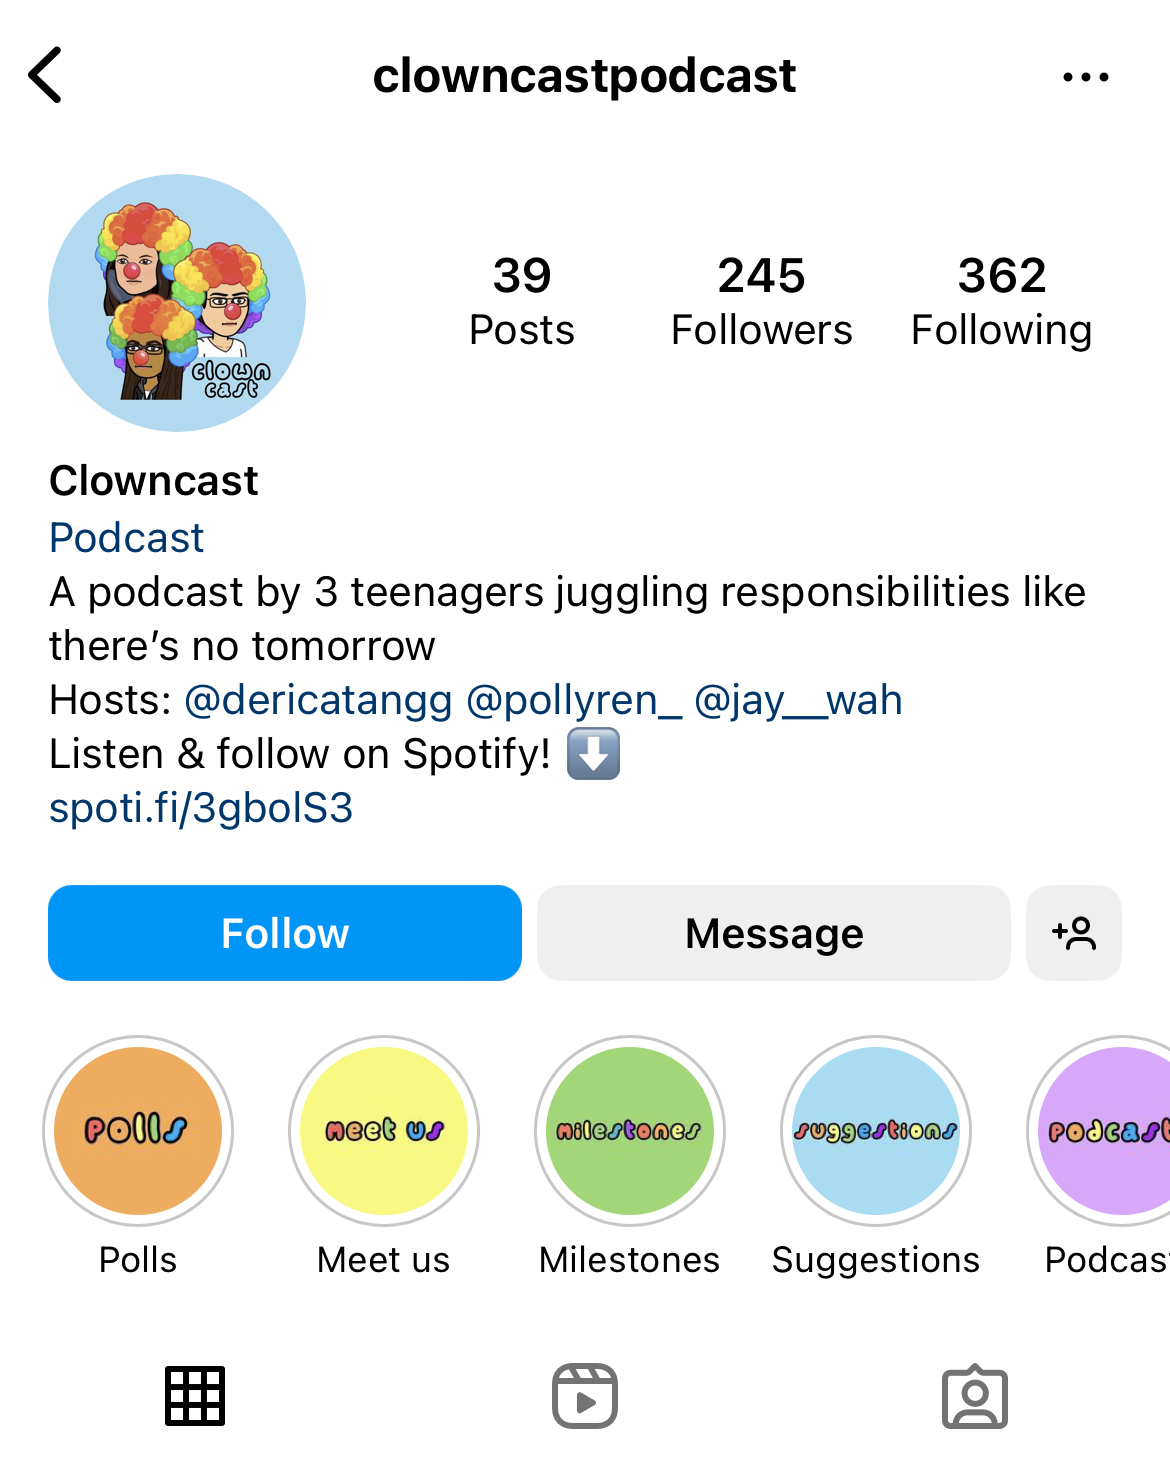 clowncastpodcast
clown
cast
39
Posts
245
Followers
362
Following
Clowncast
Podcast
A podcast by 3 teenagers juggling responsibilities like
there’s no tomorrow
Hosts: @dericatangg @pollyren_ @jay__wah
Listen & follow on Spotify! ⬇️
spoti.fi/3gbolS3
Follow
Message
polls
meet us
milestones
suggestions
podcast
Polls
Meet us
Milestones
Suggestions
Podcas